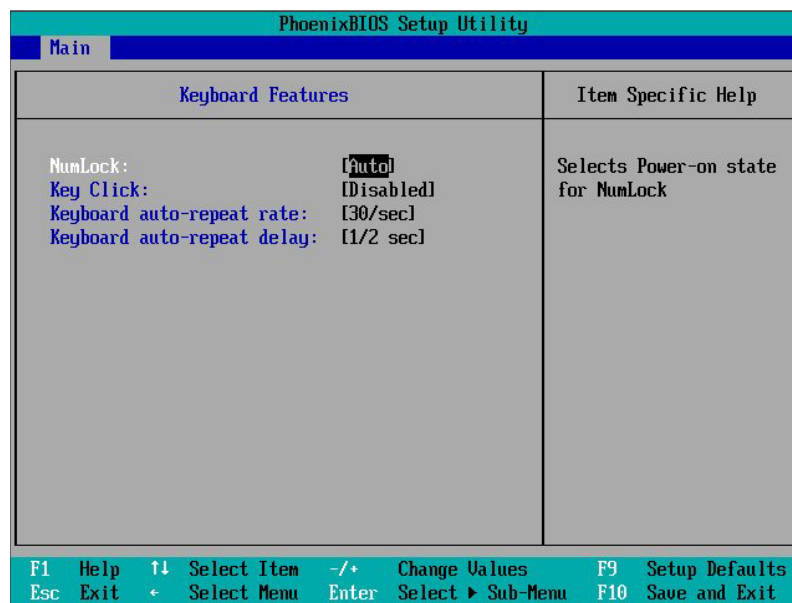 PhoenixBIOS Setup Utility
Main
Keyboard Features
Item Specific Help
NumLock: [Auto]
Key Click: [Disabled]
Keyboard auto-repeat rate: [30/sec]
Keyboard auto-repeat delay: [1/2 sec]
Selects Power-on state
for NumLock
F1 Help ↑↓ Select Item -/+ Change Values F9 Setup Defaults
Esc Exit ← Select Menu Enter Select ▶ Sub-Menu F10 Save and Exit